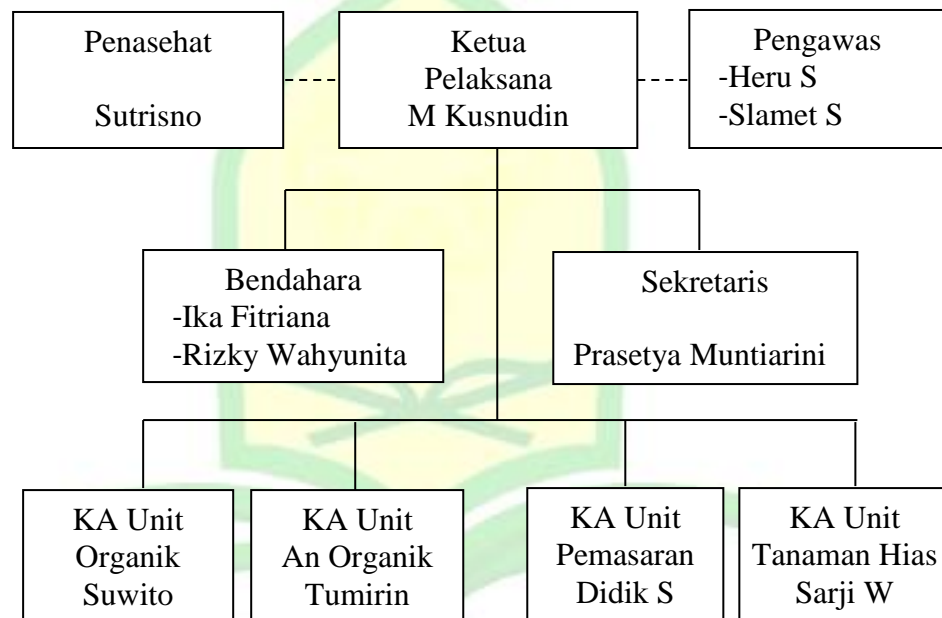 Penasehat
Sutrisno
Ketua
Pelaksana
M Kusnudin
Pengawas
-Heru S
-Slamet S
Bendahara
-Ika Fitriana
-Rizky Wahyunita
Sekretaris
Prasetya Muntiarini
KA Unit
Organik
Suwito
KA Unit
An Organik
Tumirin
KA Unit
Pemasaran
Didik S
KA Unit
Tanaman Hias
Sarji W